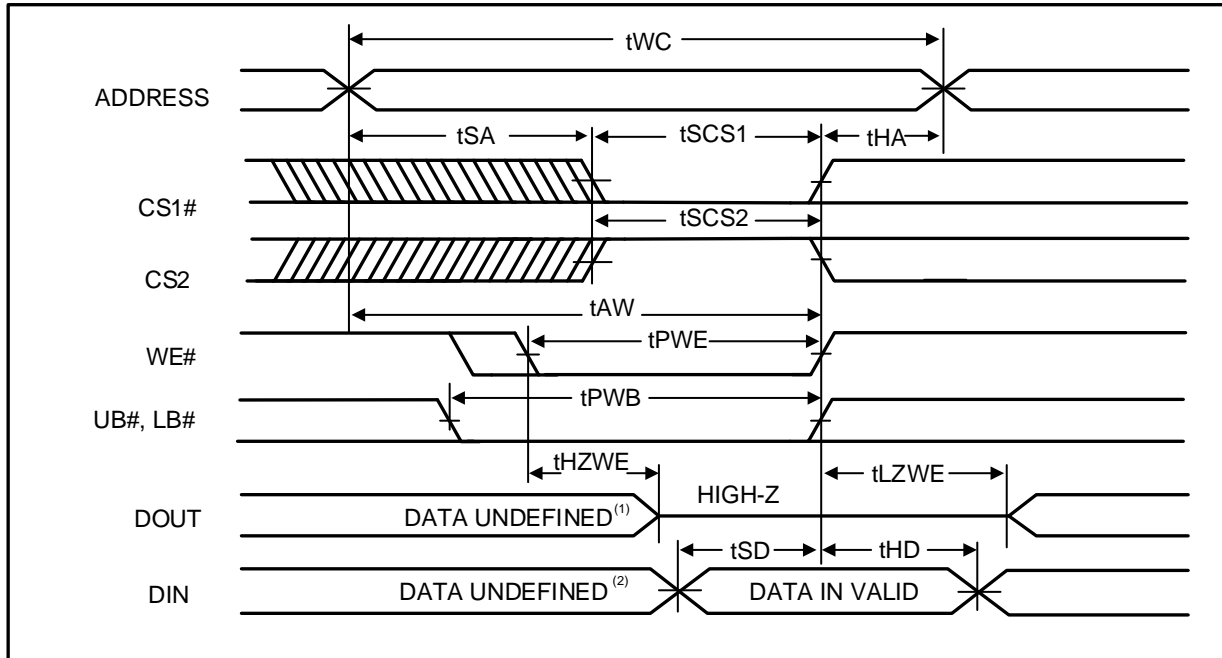 tWC
ADDRESS
tSA
tSCS1
tHA
CS1#
tSCS2
CS2
tAW
WE#
tPWE
tPWB
UB#, LB#
tHZWE
tLZWE
HIGH-Z
DOUT
DATA UNDEFINED(1)
tSD
tHD
DIN
DATA UNDEFINED (2)
DATA IN VALID